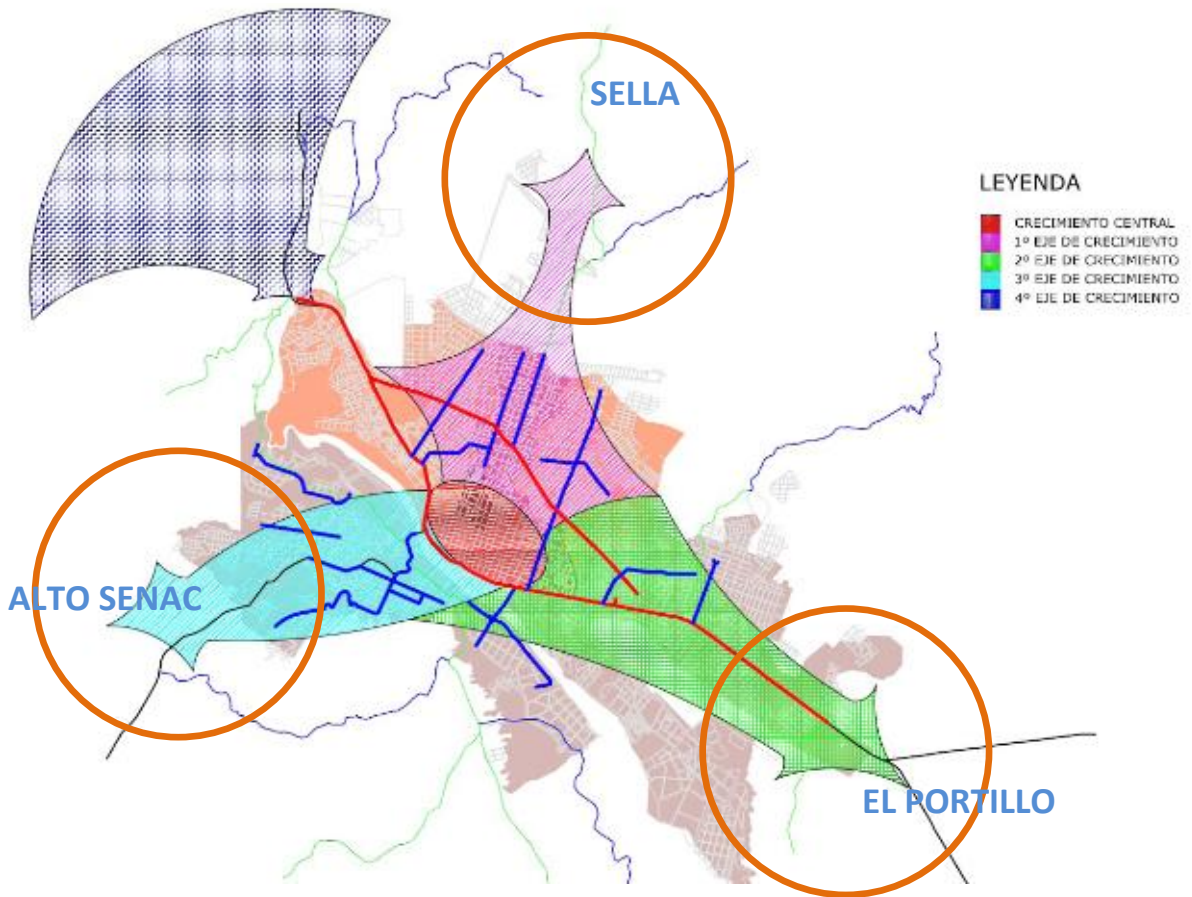 SELLA
LEYENDA
CRECIMIENTO CENTRAL
1º EJE DE CRECIMIENTO
2º EJE DE CRECIMIENTO
3º EJE DE CRECIMIENTO
4º EJE DE CRECIMIENTO
ALTO SENAC
EL PORTILLO